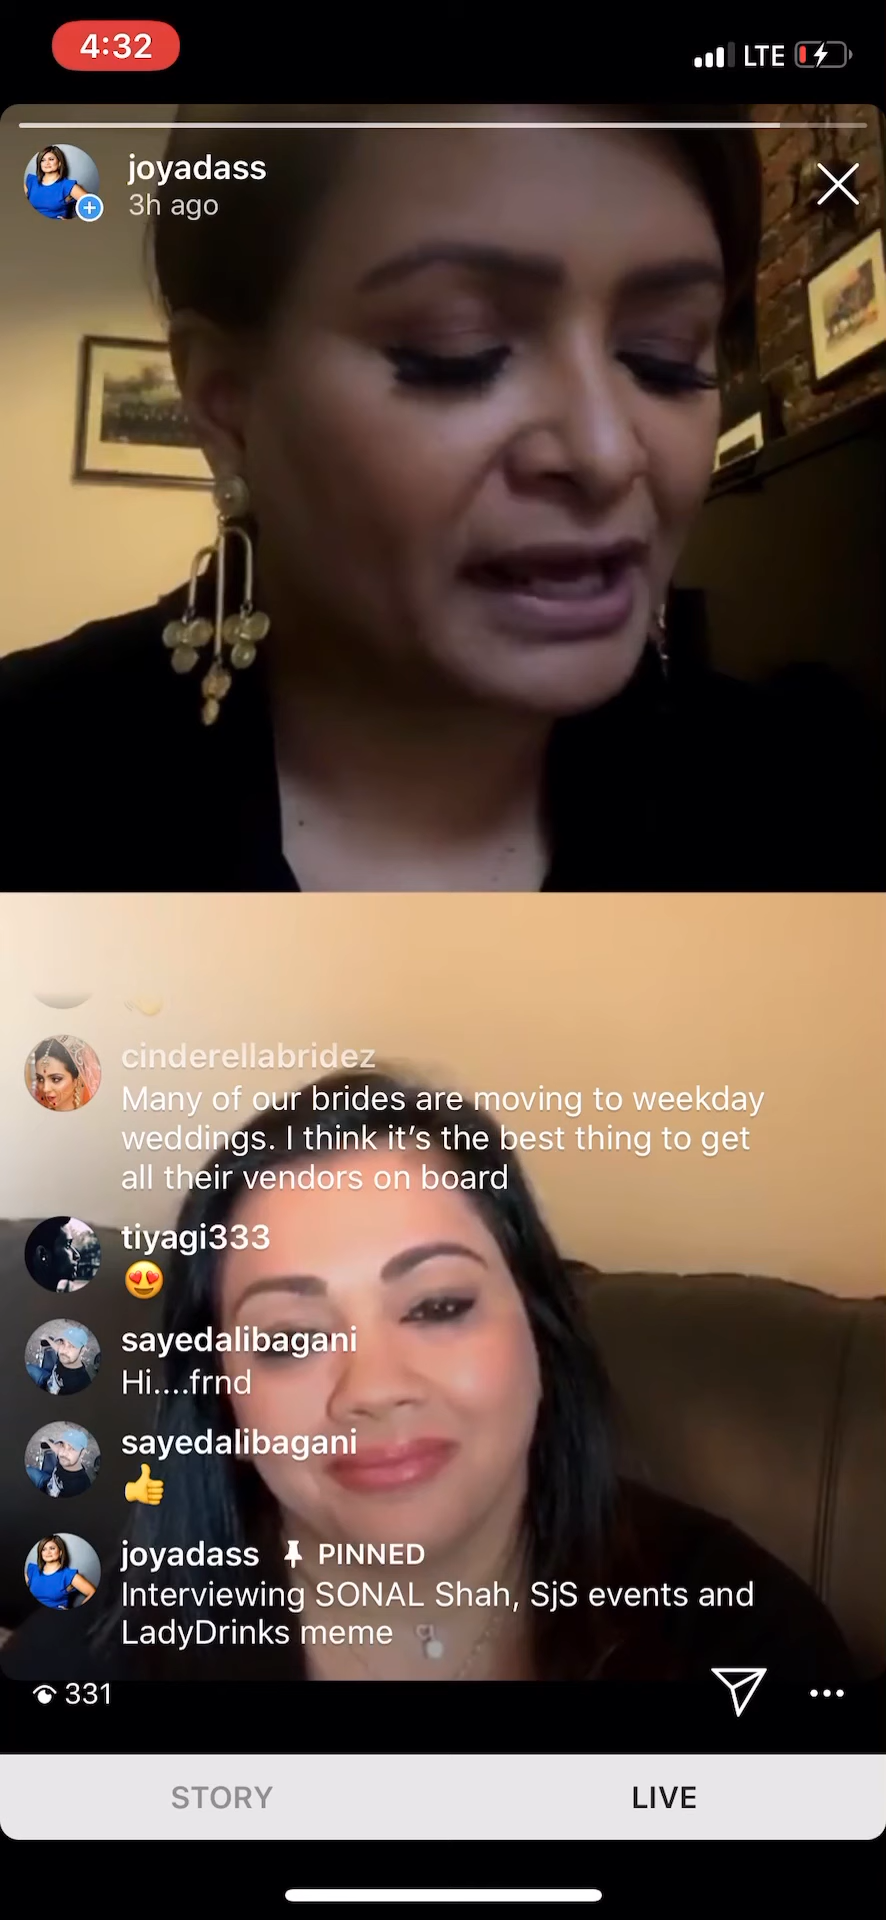 4:32
LTE
joyadass
3h ago
cinderellabridez
Many of our brides are moving to weekday
weddings. I think it's the best thing to get
all their vendors on board
tiyagi333
😍
sayedalibagani
Hi....frnd
sayedalibagani
👍
joyadass PINNED
Interviewing SONAL Shah, SjS events and
LadyDrinks meme
331
STORY
LIVE